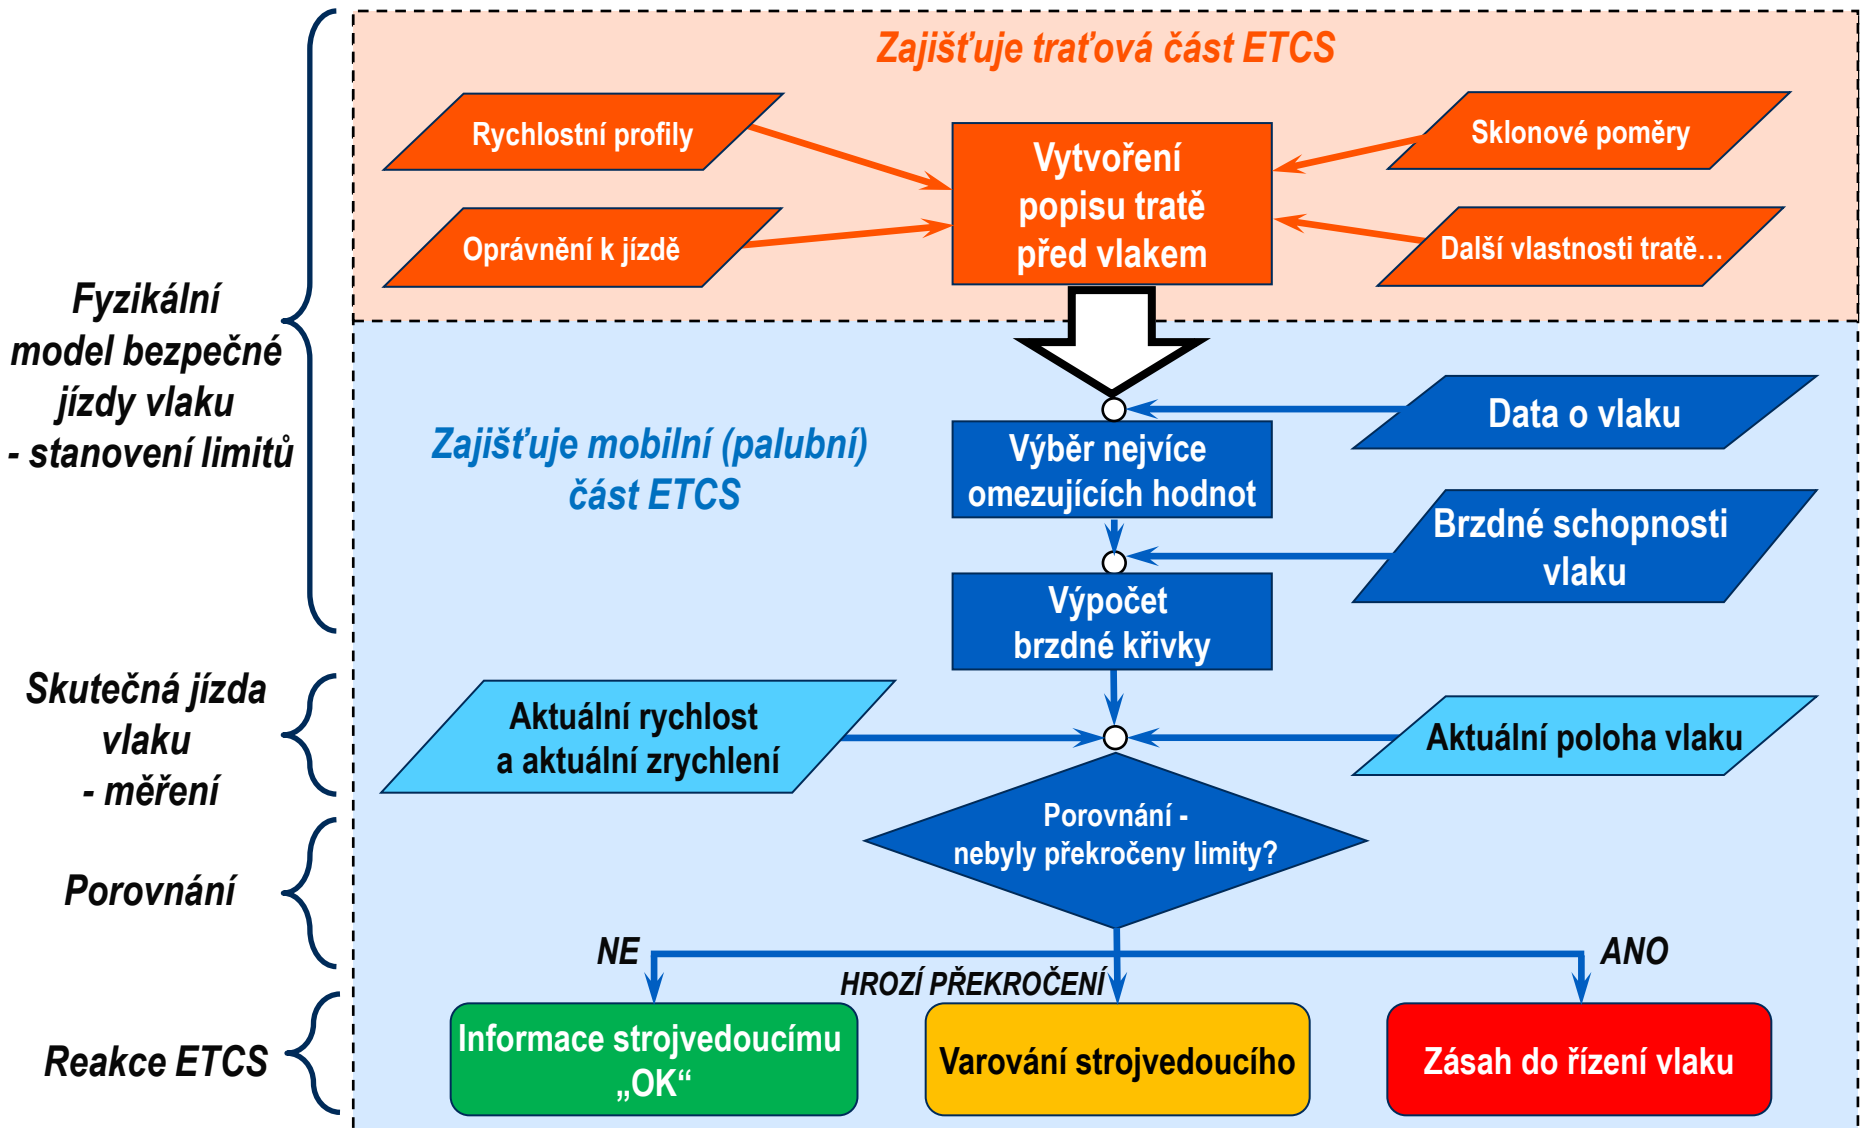 Zajišťuje traťová část ETCS
Rychlostní profily
Sklonové poměry
Vytvoření
popisu tratě
před vlakem
Oprávnění k jízdě
Další vlastnosti tratě...
Fyzikální
model bezpečné
jízdy vlaku
- stanovení limitů
Zajišťuje mobilní (palubní)
část ETCS
Data o vlaku
Výběr nejvíce
omezujících hodnot
Brzdné schopnosti
vlaku
Výpočet
brzdné křivky
Skutečná jízda
vlaku
- měření
Aktuální rychlost
a aktuální zrychlení
Aktuální poloha vlaku
Porovnání -
nebyly překročeny limity?
Porovnání
NE
HROZÍ PŘEKROČENÍ
ANO
Reakce ETCS
Informace strojvedoucímu
„OK“
Varování strojvedoucího
Zásah do řízení vlaku